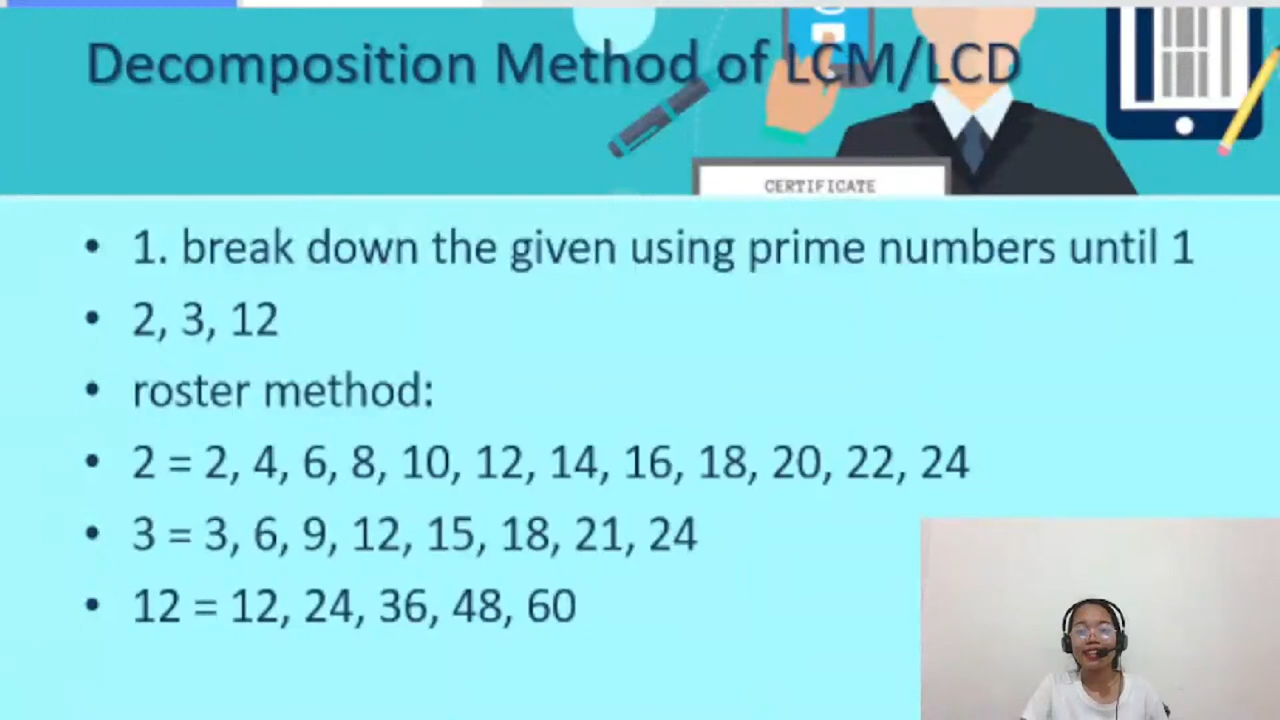 Decomposition Method of LCM/LCD
CERTIFICATE
• 1. break down the given using prime numbers until 1
• 2, 3, 12
• roster method:
• 2 = 2, 4, 6, 8, 10, 12, 14, 16, 18, 20, 22, 24
• 3 = 3, 6, 9, 12, 15, 18, 21, 24
• 12 = 12, 24, 36, 48, 60